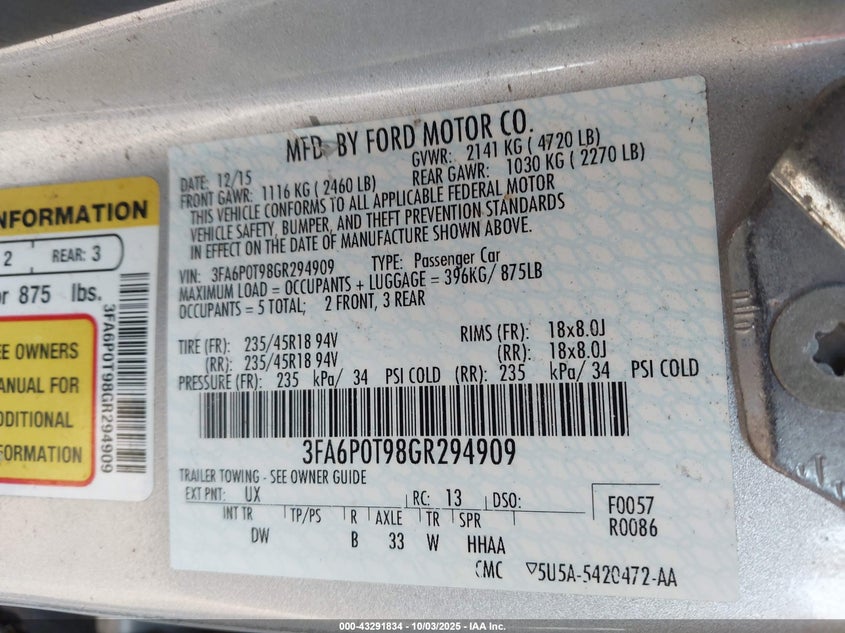 MFD. BY FORD MOTOR CO.
DATE: 12/15
GVWR: 2141 KG ( 4720 LB)
FRONT GAWR: 1116 KG ( 2460 LB)
REAR GAWR: 1030 KG ( 2270 LB)
THIS VEHICLE CONFORMS TO ALL APPLICABLE FEDERAL MOTOR
VEHICLE SAFETY, BUMPER, AND THEFT PREVENTION STANDARDS
IN EFFECT ON THE DATE OF MANUFACTURE SHOWN ABOVE.
VIN: 3FA6P0T98GR294909 TYPE: Passenger Car
MAXIMUM LOAD = OCCUPANTS + LUGGAGE = 396KG/ 875LB
OCCUPANTS = 5 TOTAL; 2 FRONT, 3 REAR
TIRE (FR): 235/45R18 94V RIMS (FR): 18x8.0J
(RR): 235/45R18 94V (RR): 18x8.0J
PRESSURE (FR): 235 kPa/ 34 PSI COLD (RR): 235 kPa/ 34 PSI COLD
3FA6P0T98GR294909
TRAILER TOWING - SEE OWNER GUIDE
EXT PNT: UX RC: 13 DSO: F0057
R0086
INT TR TP/PS R AXLE TR SPR
DW B 33 W HHAA
CMC 5U5A-5420472-AA
INFORMATION
2 REAR: 3
or 875 lbs.
EE OWNERS
ANUAL FOR
DDITIONAL
FORMATION
3FA6P0T98GR294909
000-43291834 - 10/03/2025 - IAA Inc.